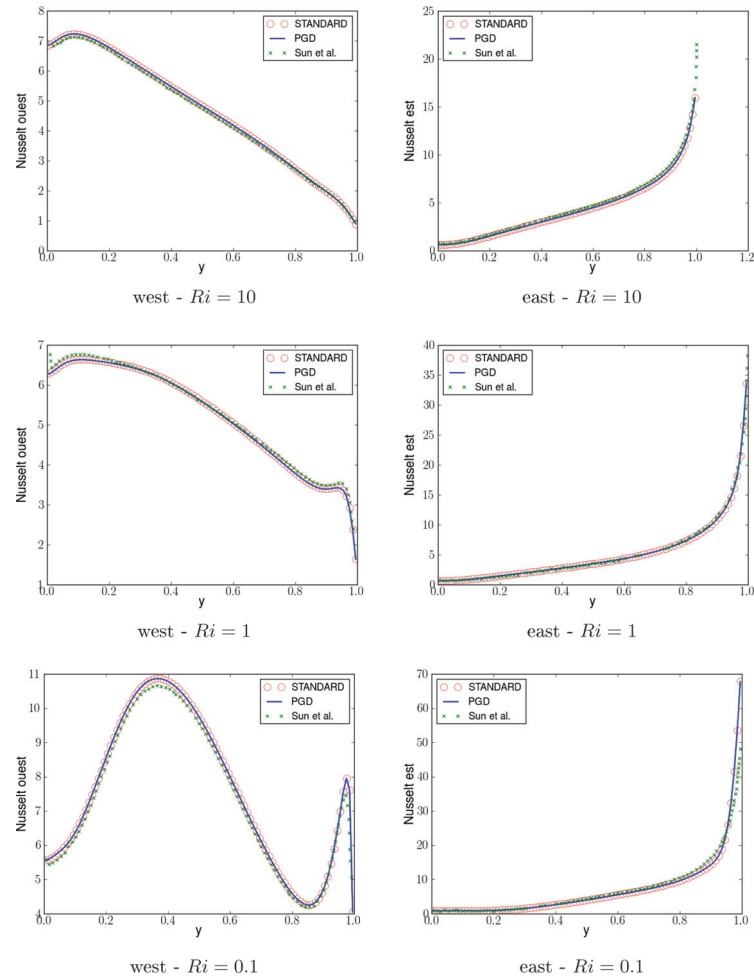 8
7
6
5
4
3
2
1
0
0.0 0.2 0.4 0.6 0.8 1.0
y
Nusselt ouest
STANDARD
PGD
Sun et al.
west - Ri = 10
25
20
15
10
5
0
0.0 0.2 0.4 0.6 0.8 1.0 1.2
y
Nusselt est
STANDARD
PGD
Sun et al.
east - Ri = 10
7
6
5
4
3
2
1
0.0 0.2 0.4 0.6 0.8 1.0
y
Nusselt ouest
STANDARD
PGD
Sun et al.
west - Ri = 1
40
35
30
25
20
15
10
5
0
0.0 0.2 0.4 0.6 0.8 1.0
y
Nusselt est
STANDARD
PGD
Sun et al.
east - Ri = 1
11
10
9
8
7
6
5
4
0.0 0.2 0.4 0.6 0.8 1.0
y
Nusselt ouest
STANDARD
PGD
Sun et al.
west - Ri = 0.1
70
60
50
40
30
20
10
0
0.0 0.2 0.4 0.6 0.8 1.0
y
Nusselt est
STANDARD
PGD
Sun et al.
east - Ri = 0.1